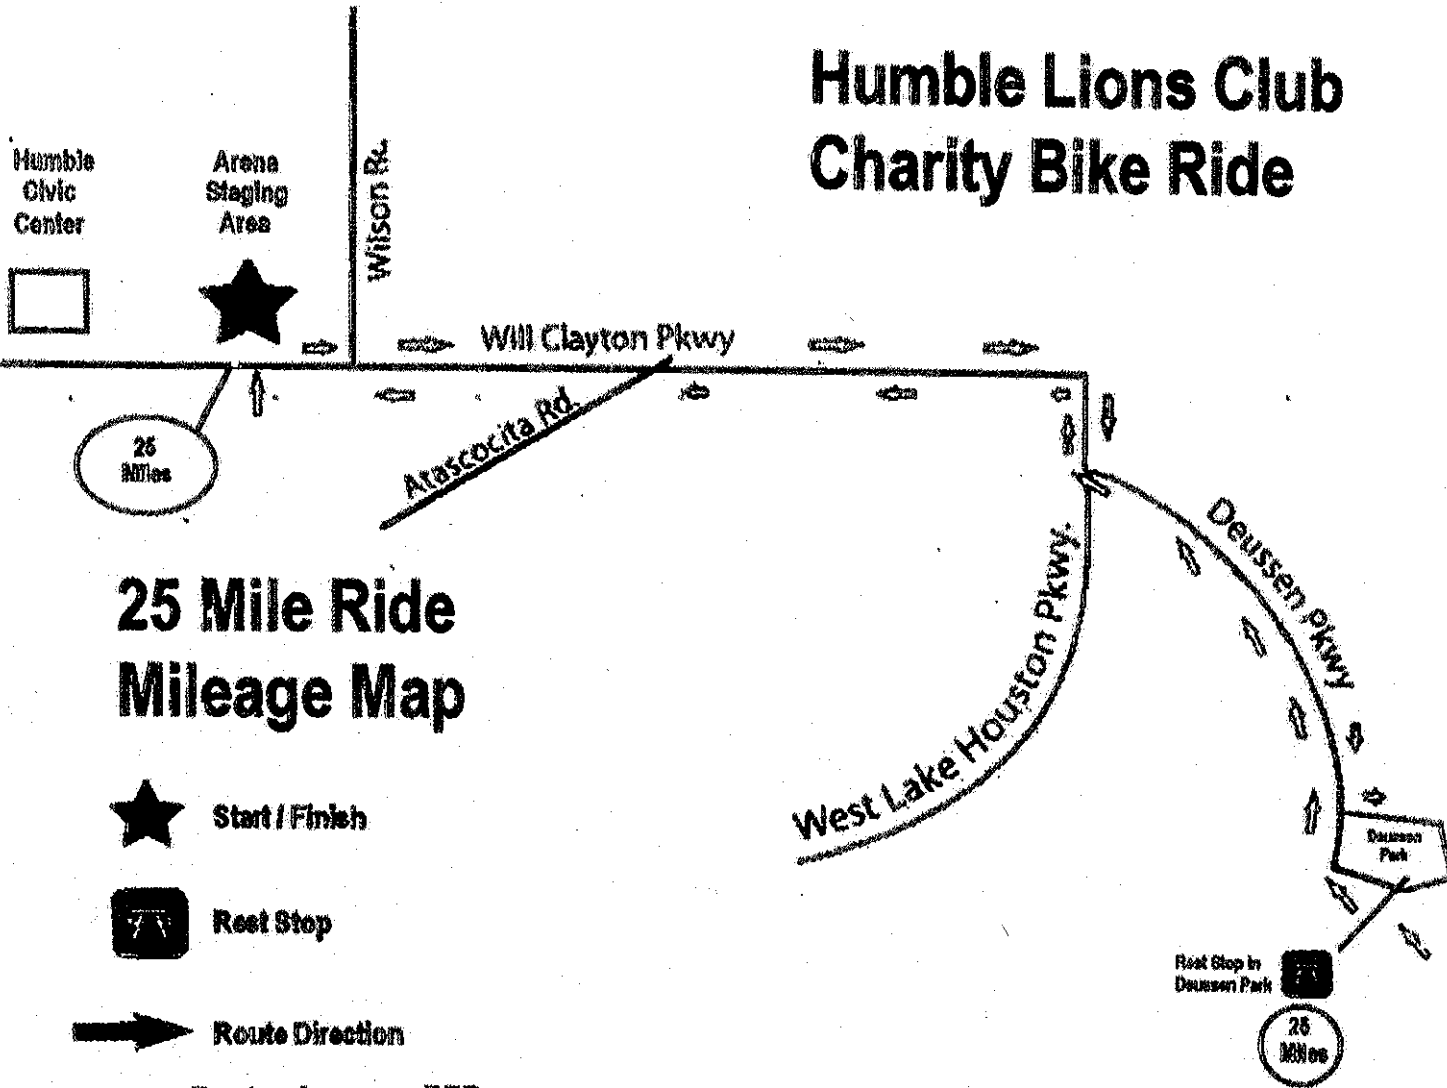 Humble Lions Club
Charity Bike Ride
Humble
Civic
Center
Arena
Staging
Area
Wilson Rd.
Will Clayton Pkwy
Atascocita Rd.
25
Miles
Deussen Pkwy
West Lake Houston Pkwy.
25 Mile Ride
Mileage Map
Start / Finish
Rest Stop
Route Direction
Deussen
Park
Rest Stop in
Deussen Park
25
Miles